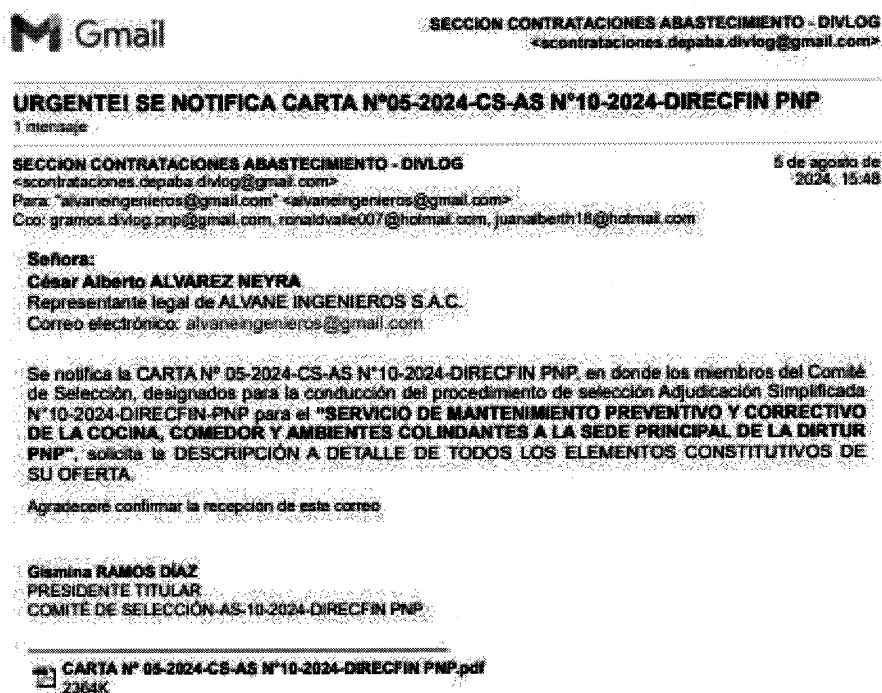 Gmail
SECCION CONTRATACIONES ABASTECIMIENTO - DIVLOG
<scontrataciones.depaba.divlog@gmail.com>
URGENTE! SE NOTIFICA CARTA N°05-2024-CS-AS N°10-2024-DIRECFIN PNP
1 mensaje
SECCION CONTRATACIONES ABASTECIMIENTO - DIVLOG
<scontrataciones.depaba.divlog@gmail.com>
5 de agosto de
2024, 15:48
Para: "alvaneingenieros@gmail.com" <alvaneingenieros@gmail.com>
Cco: gramos.divlog.pnp@gmail.com, ronaldvalle007@hotmail.com, juanalberth18@hotmail.com
Señora:
César Alberto ALVAREZ NEYRA
Representante legal de ALVANE INGENIEROS S.A.C.
Correo electrónico: alvaneingenieros@gmail.com
Se notifica la CARTA Nº 05-2024-CS-AS N°10-2024-DIRECFIN PNP, en donde los miembros del Comité
de Selección, designados para la conducción del procedimiento de selección Adjudicación Simplificada
N°10-2024-DIRECFIN-PNP para el "SERVICIO DE MANTENIMIENTO PREVENTIVO Y CORRECTIVO
DE LA COCINA, COMEDOR Y AMBIENTES COLINDANTES A LA SEDE PRINCIPAL DE LA DIRTUR
PNP", solicita la DESCRIPCIÓN A DETALLE DE TODOS LOS ELEMENTOS CONSTITUTIVOS DE
SU OFERTA.
Agradeceré confirmar la recepción de este correo
Gismina RAMOS DÍAZ
PRESIDENTE TITULAR
COMITÉ DE SELECCIÓN-AS-10-2024-DIRECFIN PNP
CARTA Nº 05-2024-CS-AS N°10-2024-DIRECFIN PNP.pdf
2364K